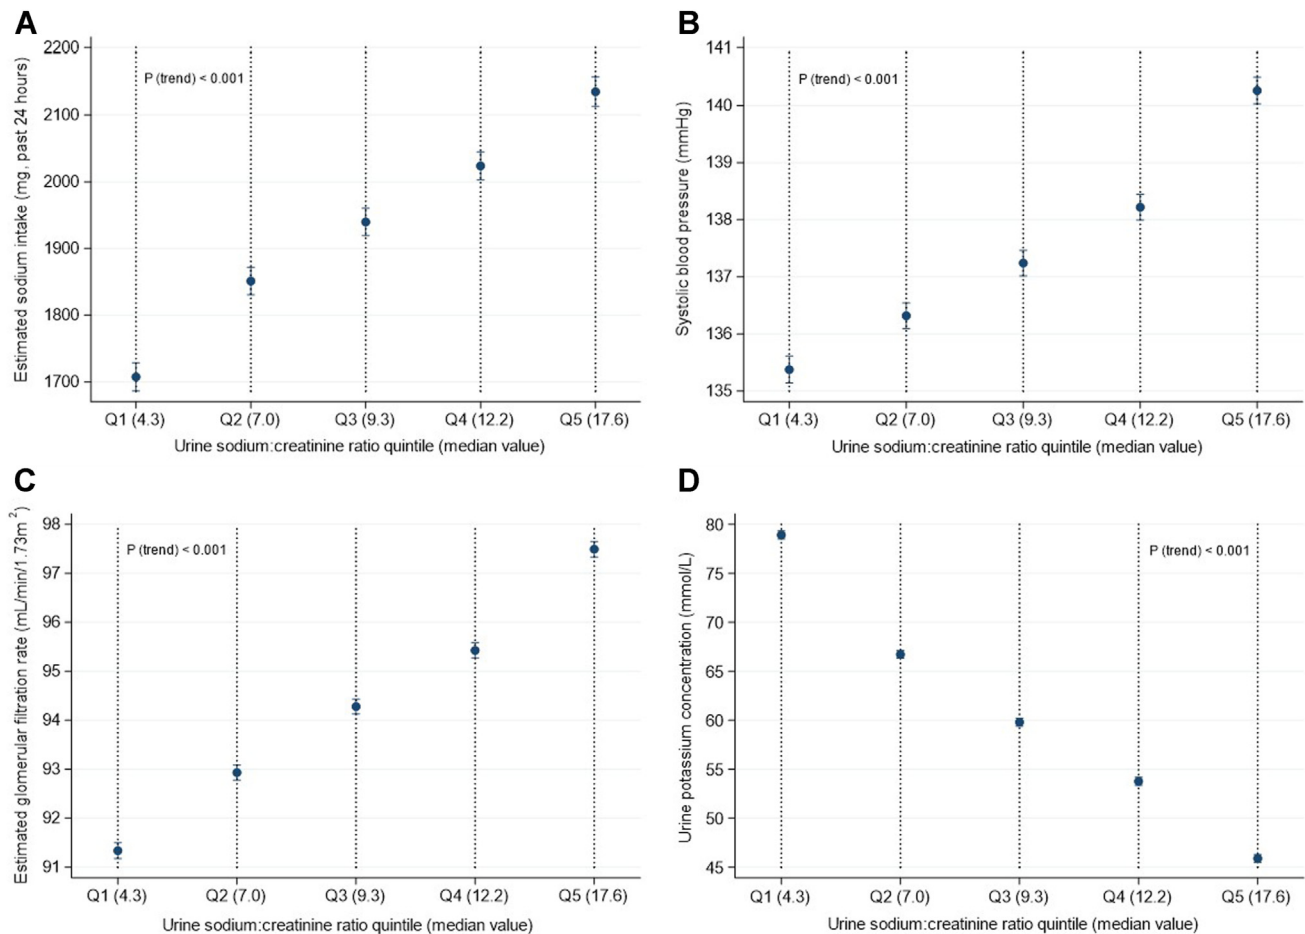 A
Estimated sodium intake (mg, past 24 hours)
2200
2100
2000
1900
1800
1700
P (trend) < 0.001
Q1 (4.3) Q2 (7.0) Q3 (9.3) Q4 (12.2) Q5 (17.6)
Urine sodium:creatinine ratio quintile (median value)
B
Systolic blood pressure (mmHg)
141
140
139
138
137
136
135
P (trend) < 0.001
Q1 (4.3) Q2 (7.0) Q3 (9.3) Q4 (12.2) Q5 (17.6)
Urine sodium:creatinine ratio quintile (median value)
C
Estimated glomerular filtration rate (mL/min/1.73m²)
98
97
96
95
94
93
92
91
P (trend) < 0.001
Q1 (4.3) Q2 (7.0) Q3 (9.3) Q4 (12.2) Q5 (17.6)
Urine sodium:creatinine ratio quintile (median value)
D
Urine potassium concentration (mmol/L)
80
75
70
65
60
55
50
45
P (trend) < 0.001
Q1 (4.3) Q2 (7.0) Q3 (9.3) Q4 (12.2) Q5 (17.6)
Urine sodium:creatinine ratio quintile (median value)